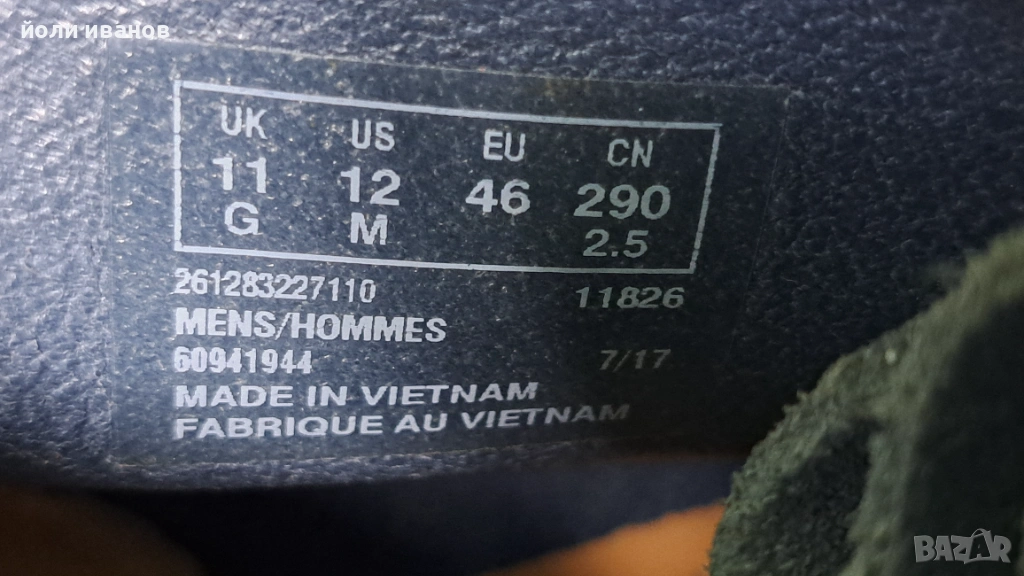 йоли иванов
UK US EU CN
11 12 46 290
G M 2.5
261283227110 11826
MENS/HOMMES
60941944 7/17
MADE IN VIETNAM
FABRIQUE AU VIETNAM
BAZAR